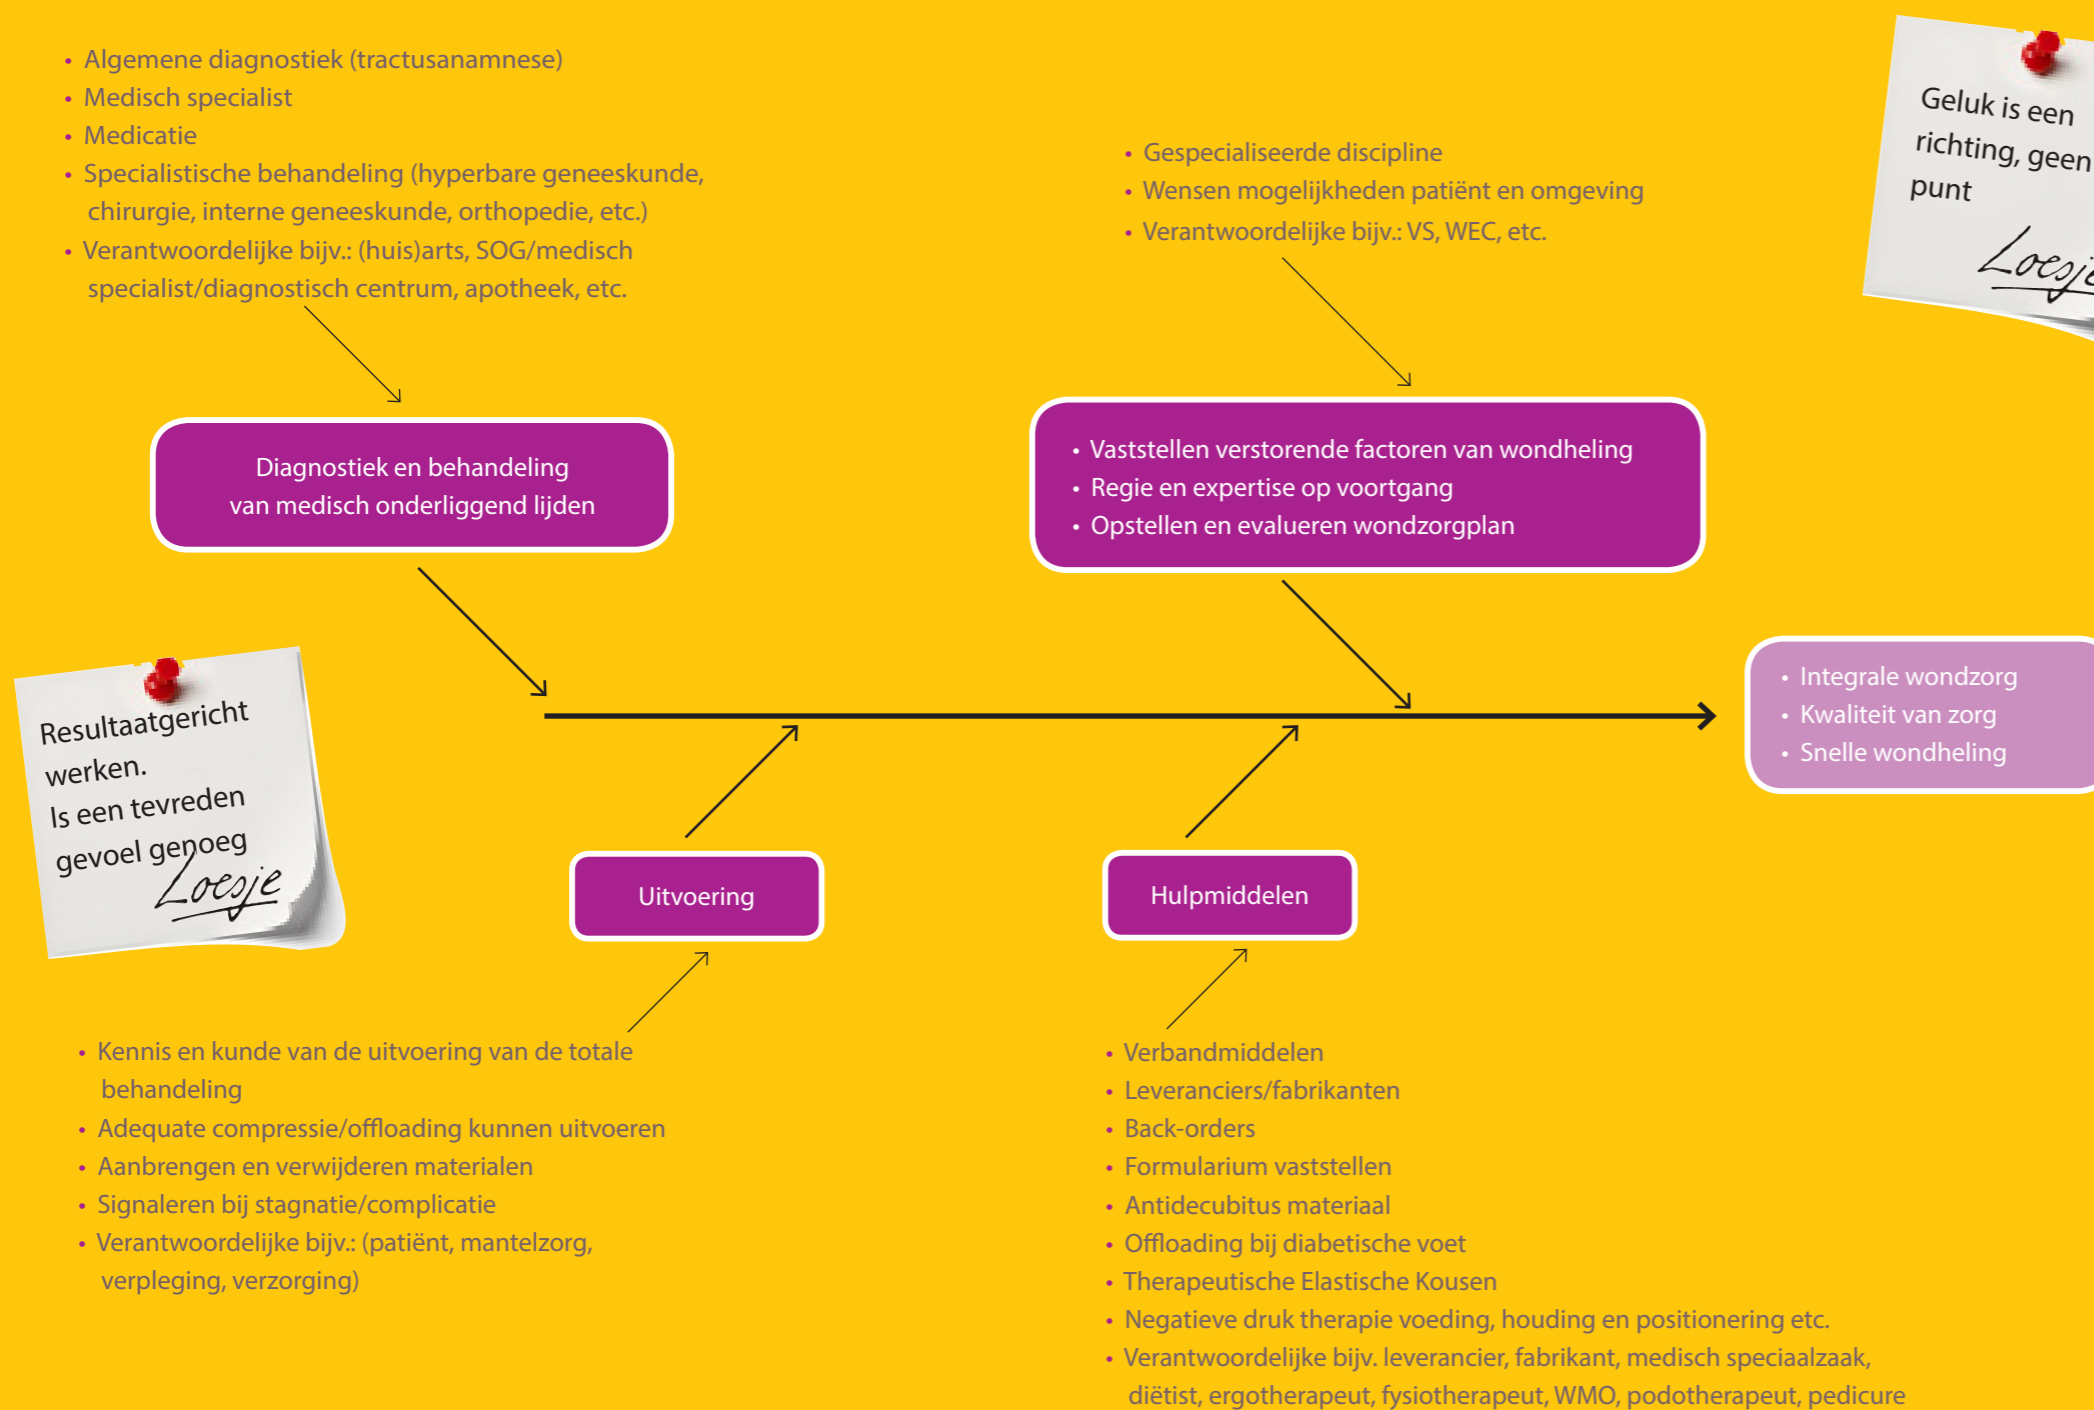 • Algemene diagnostiek (tractusanamnese)
• Medisch specialist
• Medicatie
• Specialistische behandeling (hyperbare geneeskunde,
chirurgie, interne geneeskunde, orthopedie, etc.)
• Verantwoordelijke bijv.: (huis)arts, SOG/medisch
specialist/diagnostisch centrum, apotheek, etc.
• Gespecialiseerde discipline
• Wensen mogelijkheden patiënt en omgeving
• Verantwoordelijke bijv.: VS, WEC, etc.
Geluk is een
richting, geen
punt
Loesje
Diagnostiek en behandeling
van medisch onderliggend lijden
• Vaststellen verstorende factoren van wondheling
• Regie en expertise op voortgang
• Opstellen en evalueren wondzorgplan
Resultaatgericht
werken.
Is een tevreden
gevoel genoeg
Loesje
• Integrale wondzorg
• Kwaliteit van zorg
• Snelle wondheling
Uitvoering
Hulpmiddelen
• Kennis en kunde van de uitvoering van de totale
behandeling
• Adequate compressie/offloading kunnen uitvoeren
• Aanbrengen en verwijderen materialen
• Signaleren bij stagnatie/complicatie
• Verantwoordelijke bijv.: (patiënt, mantelzorg,
verpleging, verzorging)
• Verbandmiddelen
• Leveranciers/fabrikanten
• Back-orders
• Formularium vaststellen
• Antidecubitus materiaal
• Offloading bij diabetische voet
• Therapeutische Elastische Kousen
• Negatieve druk therapie voeding, houding en positionering etc.
• Verantwoordelijke bijv. leverancier, fabrikant, medisch speciaalzaak,
diëtist, ergotherapeut, fysiotherapeut, WMO, podotherapeut, pedicure